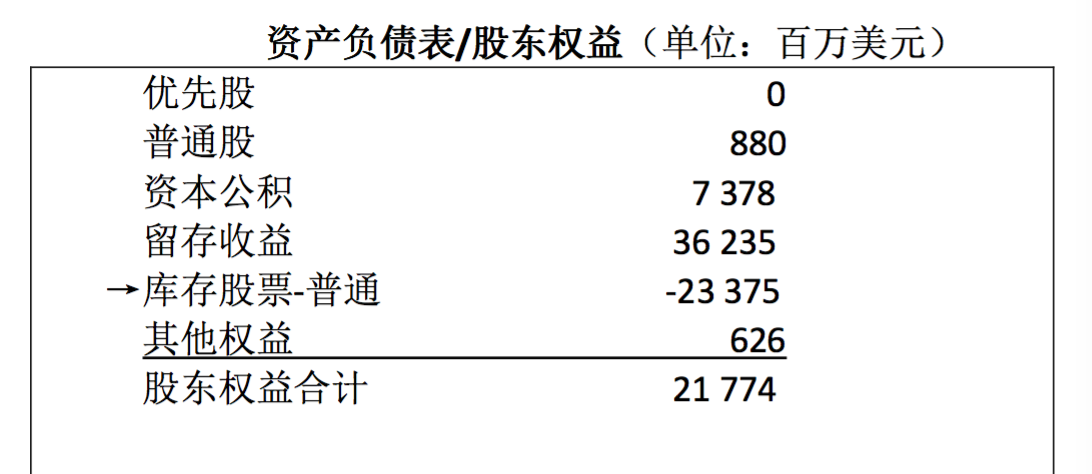 资产负债表/股东权益（单位：百万美元）
优先股 0
普通股 880
资本公积 7 378
留存收益 36 235
→库存股票-普通 -23 375
其他权益 626
股东权益合计 21 774